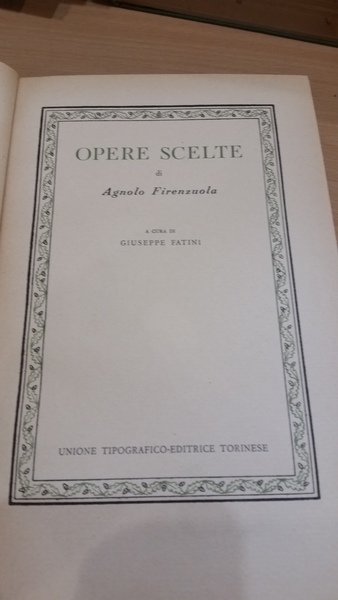 OPERE SCELTE
di
Agnolo Firenzuola
A CURA DI
GIUSEPPE FATINI
UNIONE TIPOGRAFICO-EDITRICE TORINESE